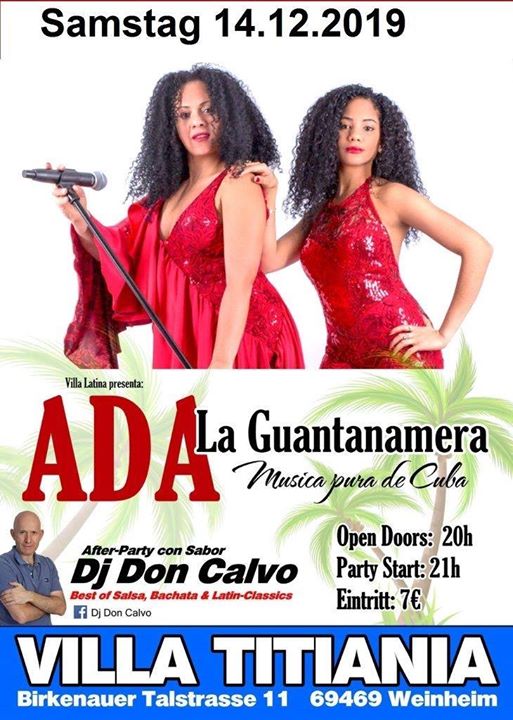 Samstag 14.12.2019
Villa Latina presenta:
ADA La Guantanamera
Musica pura de Cuba
After-Party con Sabor
Dj Don Calvo
Best of Salsa, Bachata & Latin-Classics
f Dj Don Calvo
Open Doors: 20h
Party Start: 21h
Eintritt: 7€
VILLA TITIANIA
Birkenauer Talstrasse 11 69469 Weinheim